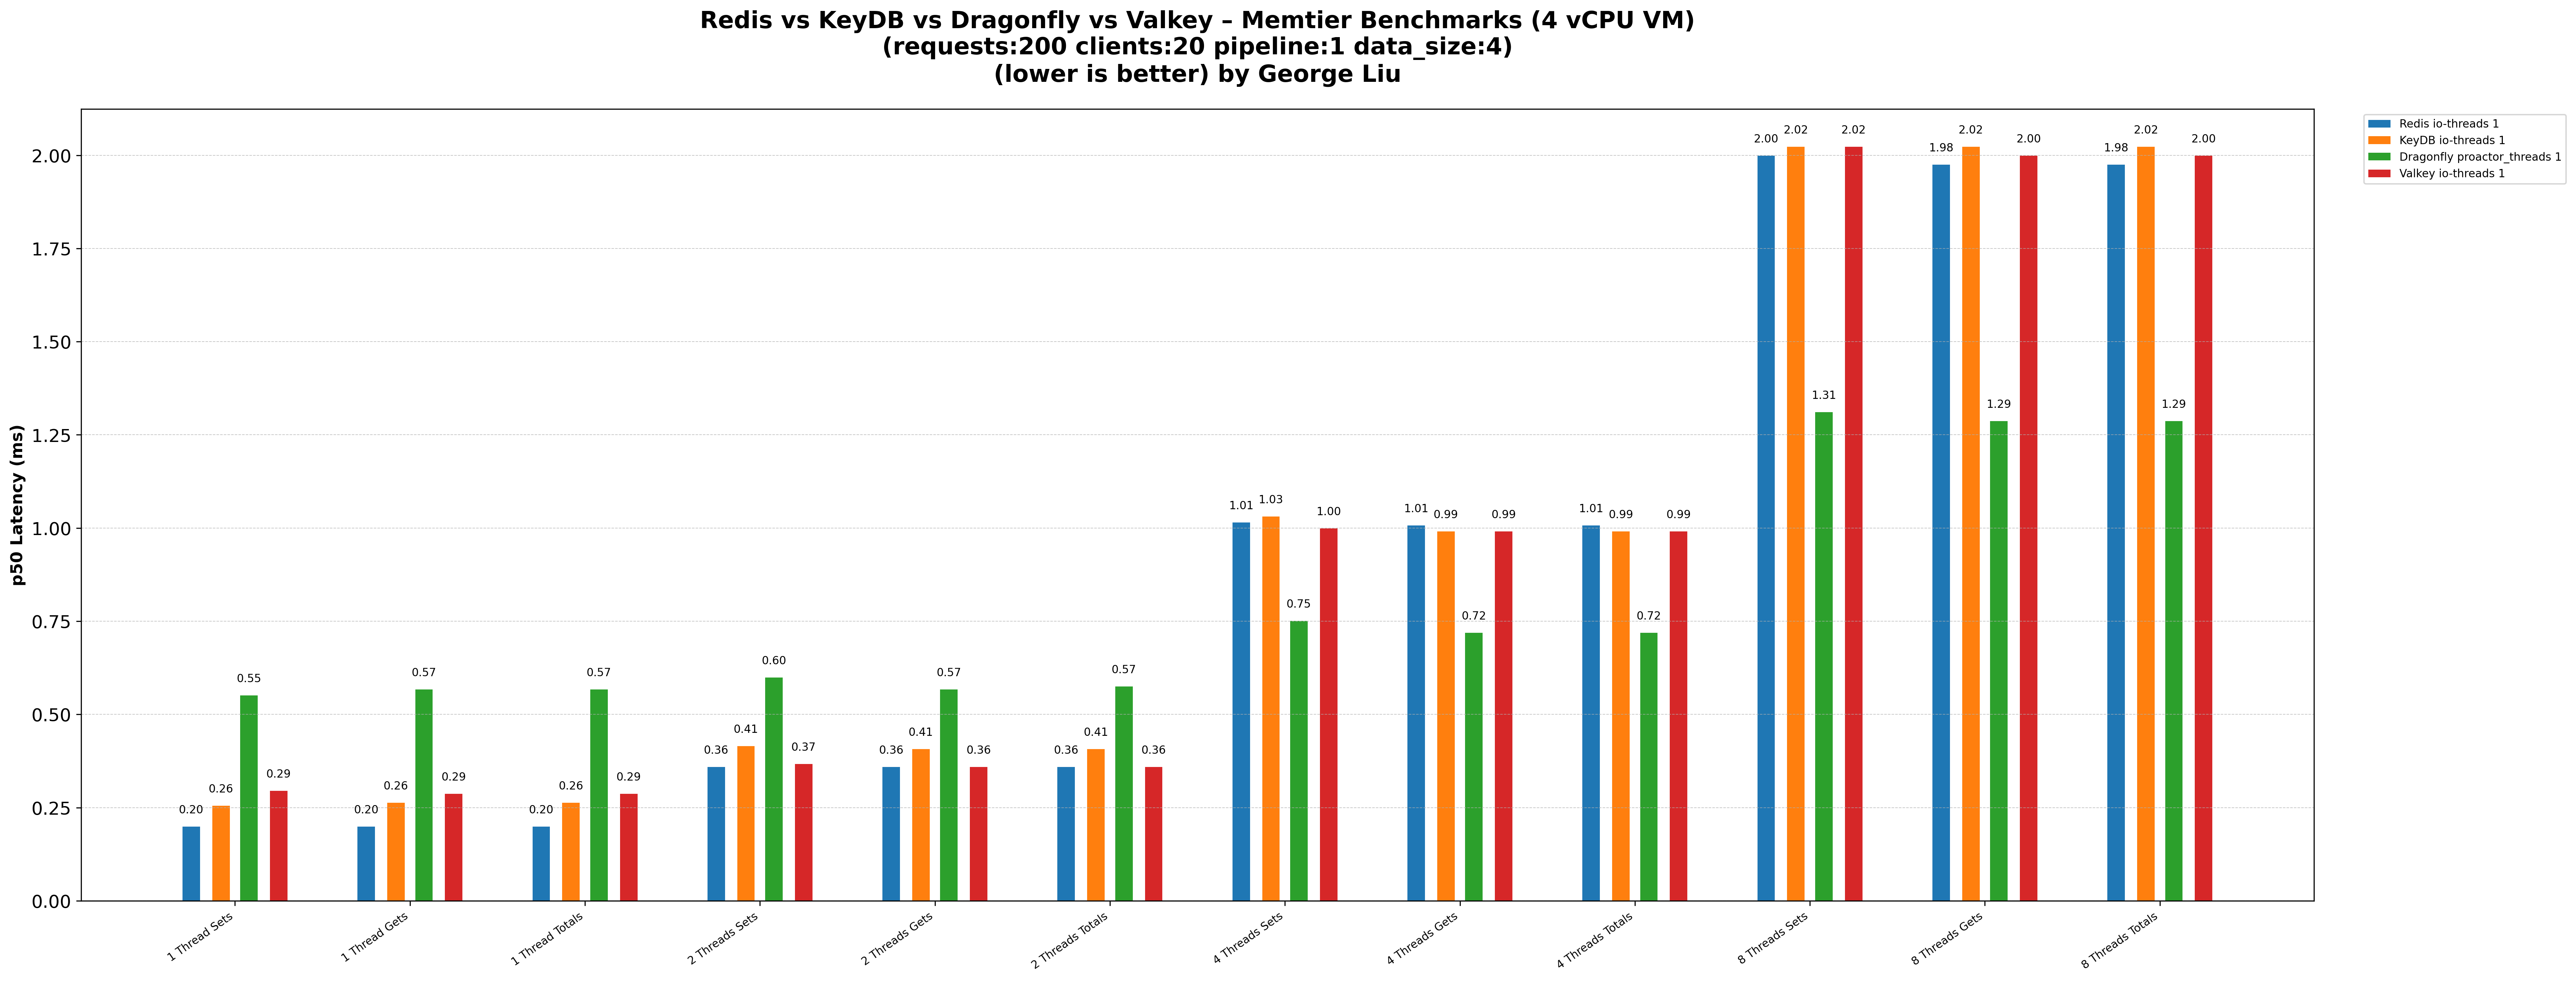 Redis vs KeyDB vs Dragonfly vs Valkey – Memtier Benchmarks (4 vCPU VM)
(requests:200 clients:20 pipeline:1 data_size:4)
(lower is better) by George Liu
Redis io-threads 1
KeyDB io-threads 1
Dragonfly proactor_threads 1
Valkey io-threads 1
p50 Latency (ms)
2.00
1.75
1.50
1.25
1.00
0.75
0.50
0.25
0.00
0.20 0.26 0.55 0.29
0.20 0.26 0.57 0.29
0.20 0.26 0.57 0.29
0.36 0.41 0.60 0.37
0.36 0.41 0.57 0.36
0.36 0.41 0.57 0.36
1.01 1.03 0.75 1.00
1.01 0.99 0.72 0.99
1.01 0.99 0.72 0.99
2.00 2.02 1.31 2.02
1.98 2.02 1.29 2.00
1.98 2.02 1.29 2.00
1 Thread Sets
1 Thread Gets
1 Thread Totals
2 Threads Sets
2 Threads Gets
2 Threads Totals
4 Threads Sets
4 Threads Gets
4 Threads Totals
8 Threads Sets
8 Threads Gets
8 Threads Totals